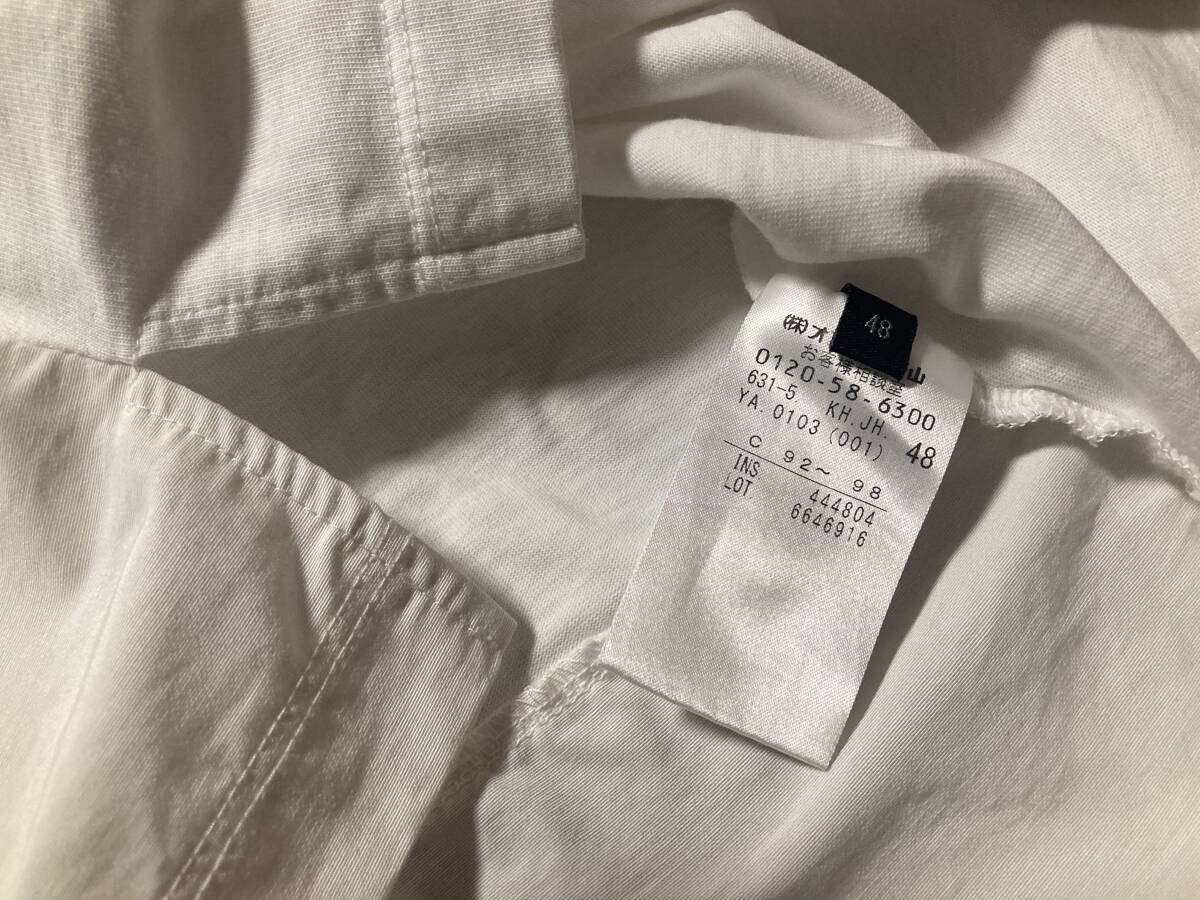 48
㈱オ 山
お客様相談室
0120-58-6300
631-5. KH.JH.
YA.0103(001) 48
C 92～ 98
INS 444804
LOT 6646916